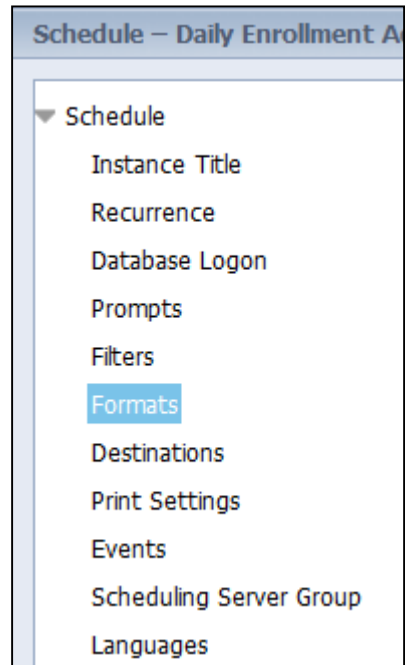 Schedule – Daily Enrollment A
Schedule
Instance Title
Recurrence
Database Logon
Prompts
Filters
Formats
Destinations
Print Settings
Events
Scheduling Server Group
Languages